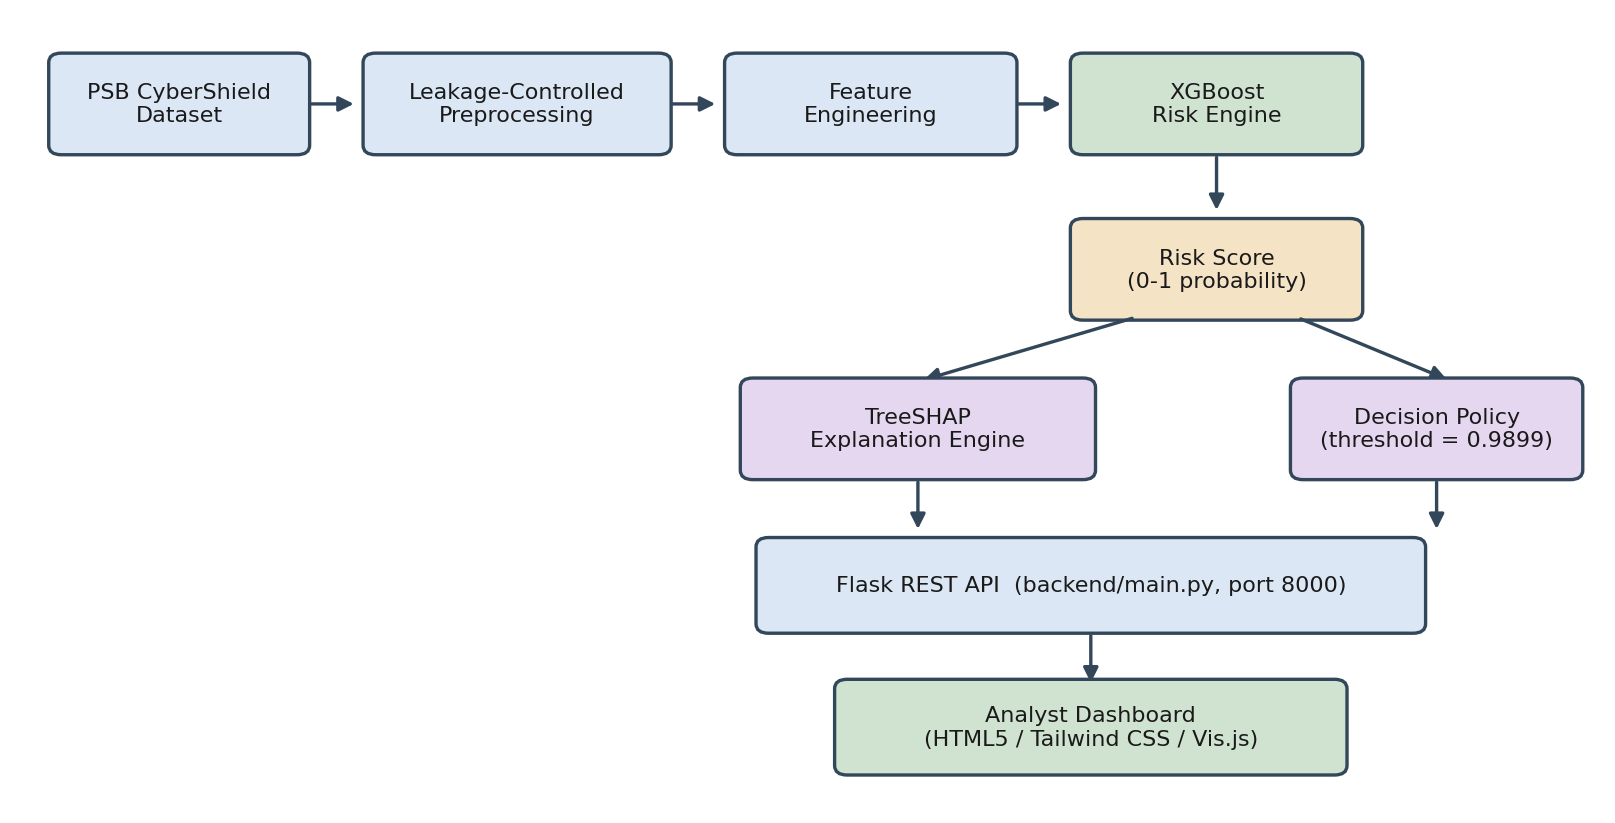 PSB CyberShield
Dataset
Leakage-Controlled
Preprocessing
Feature
Engineering
XGBoost
Risk Engine
Risk Score
(0-1 probability)
TreeSHAP
Explanation Engine
Decision Policy
(threshold = 0.9899)
Flask REST API  (backend/main.py, port 8000)
Analyst Dashboard
(HTML5 / Tailwind CSS / Vis.js)